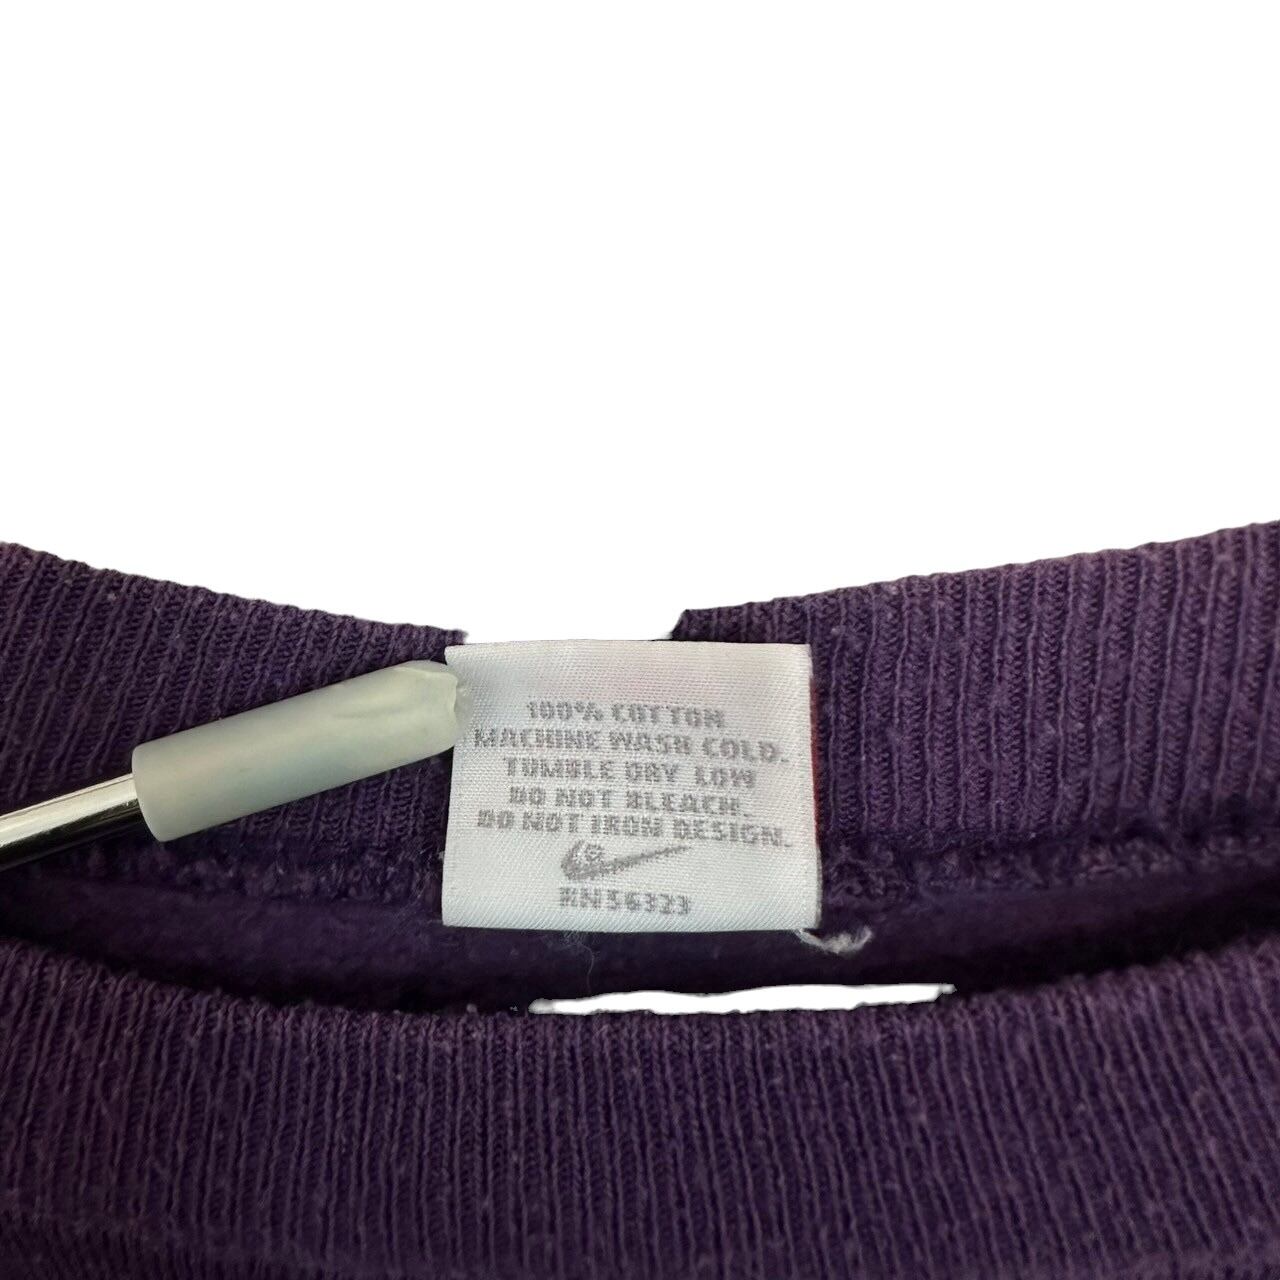 100% COTTON
MACHINE WASH COLD.
TUMBLE DRY LOW
DO NOT BLEACH.
DO NOT IRON DESIGN.
RN56323